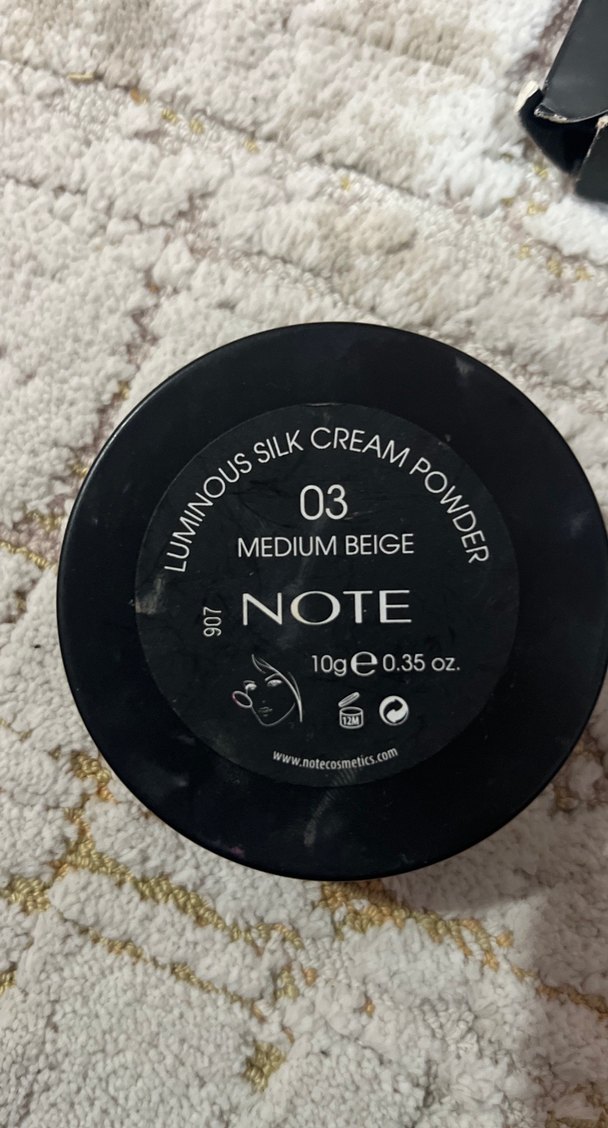 LUMINOUS SILK CREAM POWDER
03
MEDIUM BEIGE
907
NOTE
10g e 0.35 oz.
12M
www.notecosmetics.com